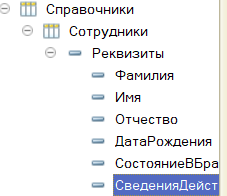 Справочники
Сотрудники
Реквизиты
Фамилия
Имя
Отчество
ДатаРождения
СостояниеВБра
СведенияДейст